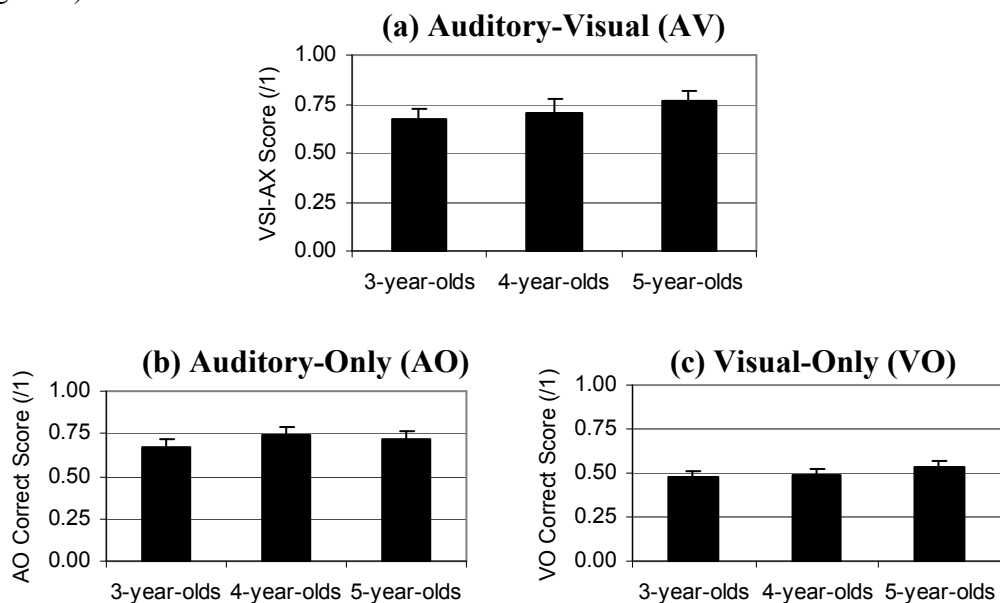 (a) Auditory-Visual (AV)
VSI-AX Score (/1)
1.00
0.75
0.50
0.25
0.00
3-year-olds 4-year-olds 5-year-olds
(b) Auditory-Only (AO)
AO Correct Score (/1)
1.00
0.75
0.50
0.25
0.00
3-year-olds 4-year-olds 5-year-olds
(c) Visual-Only (VO)
VO Correct Score (/1)
1.00
0.75
0.50
0.25
0.00
3-year-olds 4-year-olds 5-year-olds